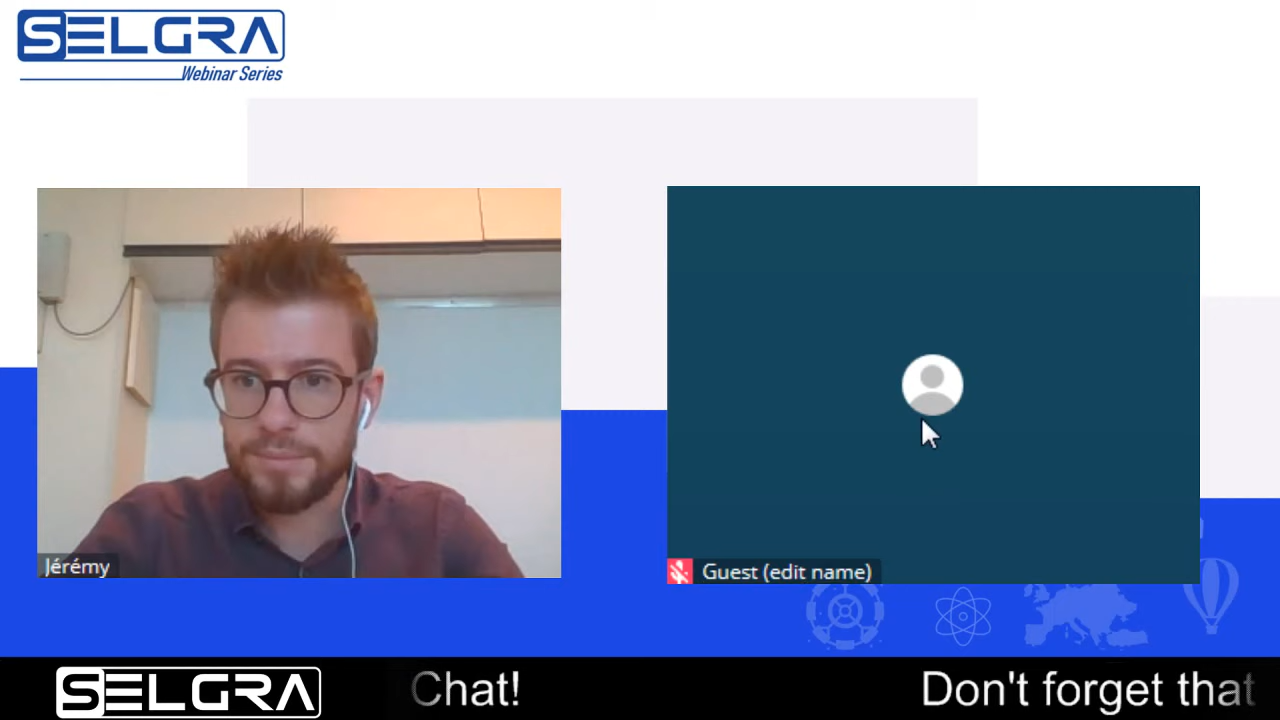 SELGRA
Webinar Series
Jérémy
Guest (edit name)
SELGRA
Chat!
Don't forget that